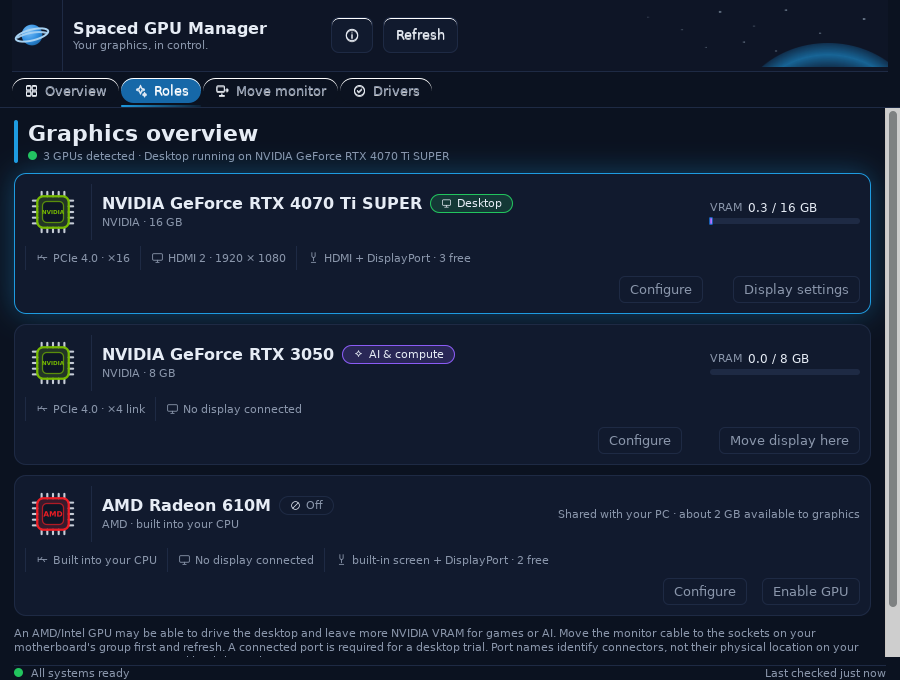 Spaced GPU Manager
Your graphics, in control.
Refresh
Overview
Roles
Move monitor
Drivers
Graphics overview
3 GPUs detected · Desktop running on NVIDIA GeForce RTX 4070 Ti SUPER
NVIDIA
NVIDIA GeForce RTX 4070 Ti SUPER
Desktop
NVIDIA · 16 GB
VRAM 0.3 / 16 GB
PCIe 4.0 · ×16
HDMI 2 · 1920 × 1080
HDMI + DisplayPort · 3 free
Configure
Display settings
NVIDIA
NVIDIA GeForce RTX 3050
AI & compute
NVIDIA · 8 GB
VRAM 0.0 / 8 GB
PCIe 4.0 · ×4 link
No display connected
Configure
Move display here
AMD
AMD Radeon 610M
Off
AMD · built into your CPU
Shared with your PC · about 2 GB available to graphics
Built into your CPU
No display connected
built-in screen + DisplayPort · 2 free
Configure
Enable GPU
An AMD/Intel GPU may be able to drive the desktop and leave more NVIDIA VRAM for games or AI. Move the monitor cable to the sockets on your
motherboard's group first and refresh. A connected port is required for a desktop trial. Port names identify connectors, not their physical location on your
All systems ready
Last checked just now